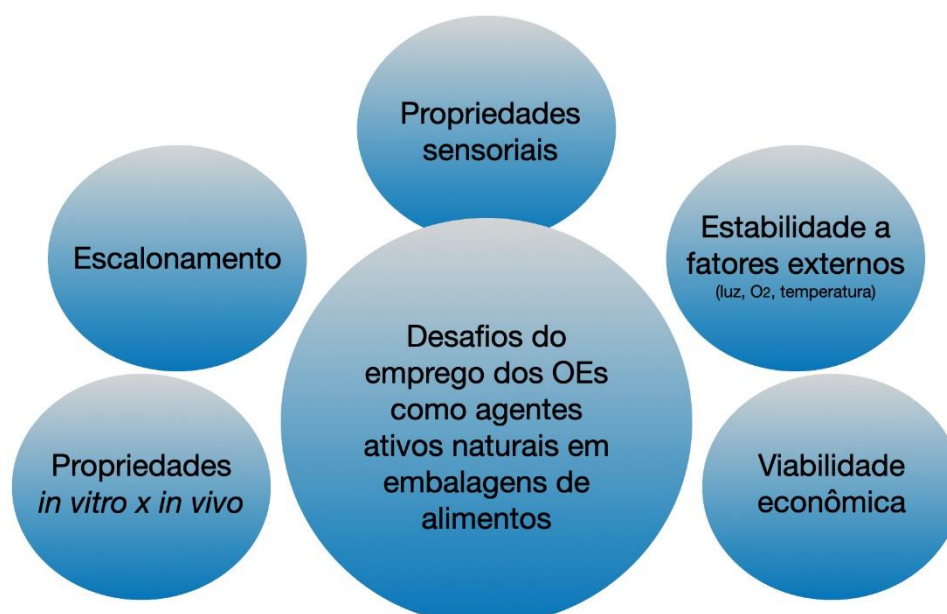 Propriedades
sensoriais
Escalonamento
Estabilidade a
fatores externos
(luz, O2, temperatura)
Desafios do
emprego dos OEs
como agentes
ativos naturais em
embalagens de
alimentos
Propriedades
in vitro x in vivo
Viabilidade
econômica